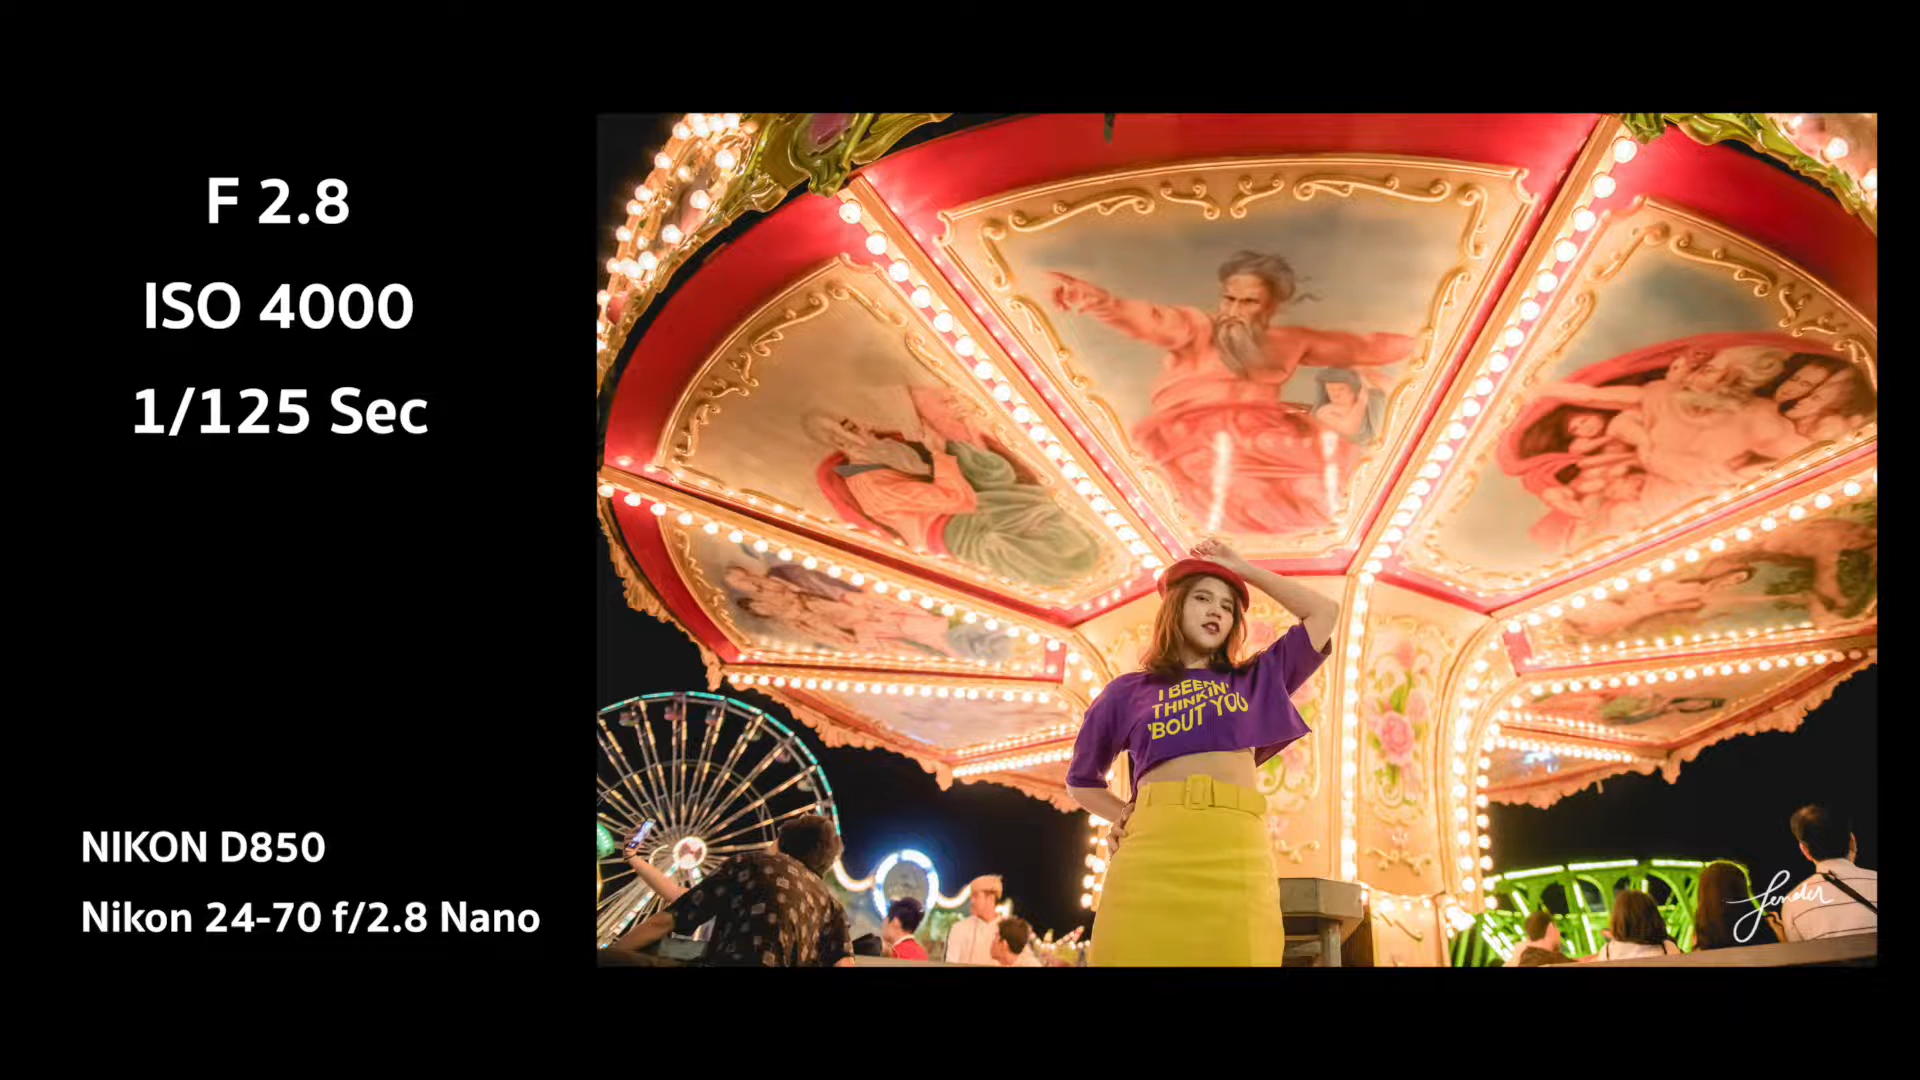 F 2.8
ISO 4000
1/125 Sec
NIKON D850
Nikon 24-70 f/2.8 Nano
I BEEN
THINKIN'
'BOUT YOU
Fender